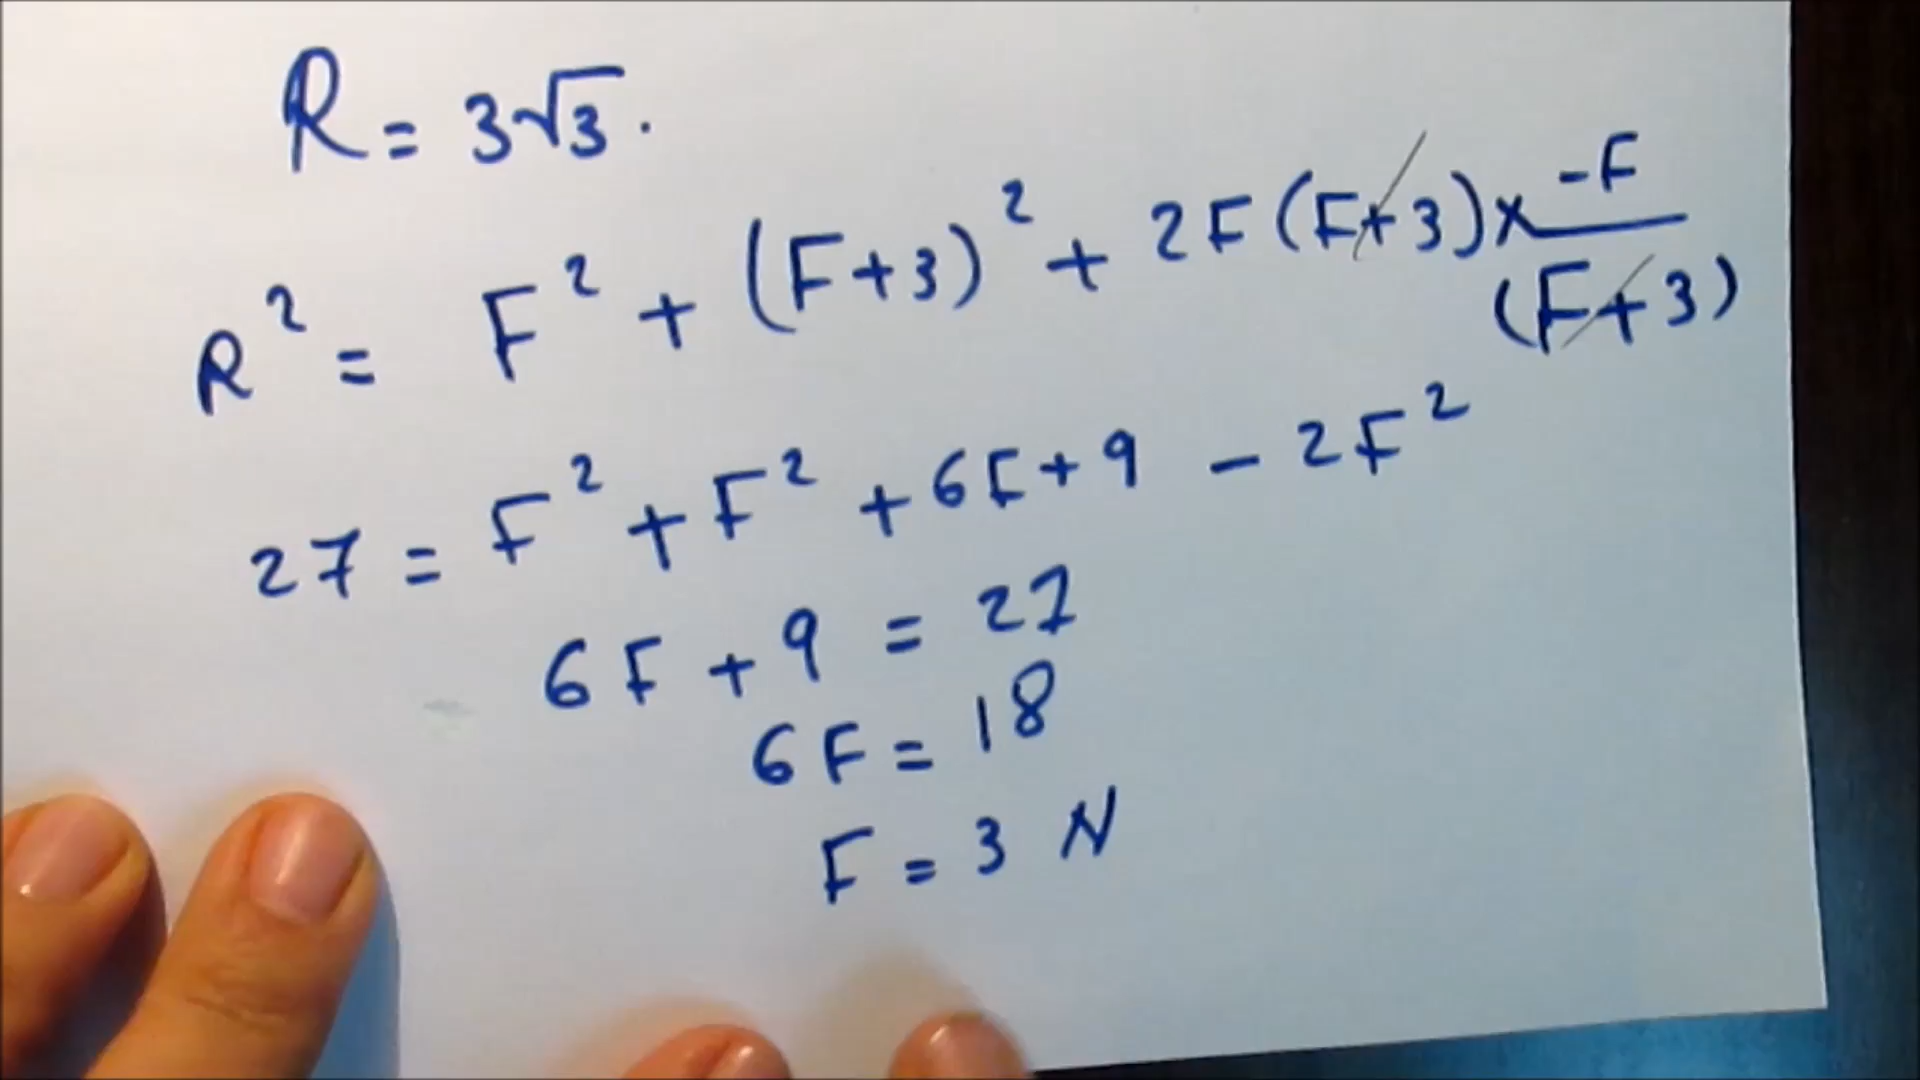 R = 3√3.
R² = F² + (F+3)² + 2F(F+3) × -F/(F+3)
27 = F² + F² + 6F + 9 - 2F²
6F + 9 = 27
6F = 18
F = 3 N